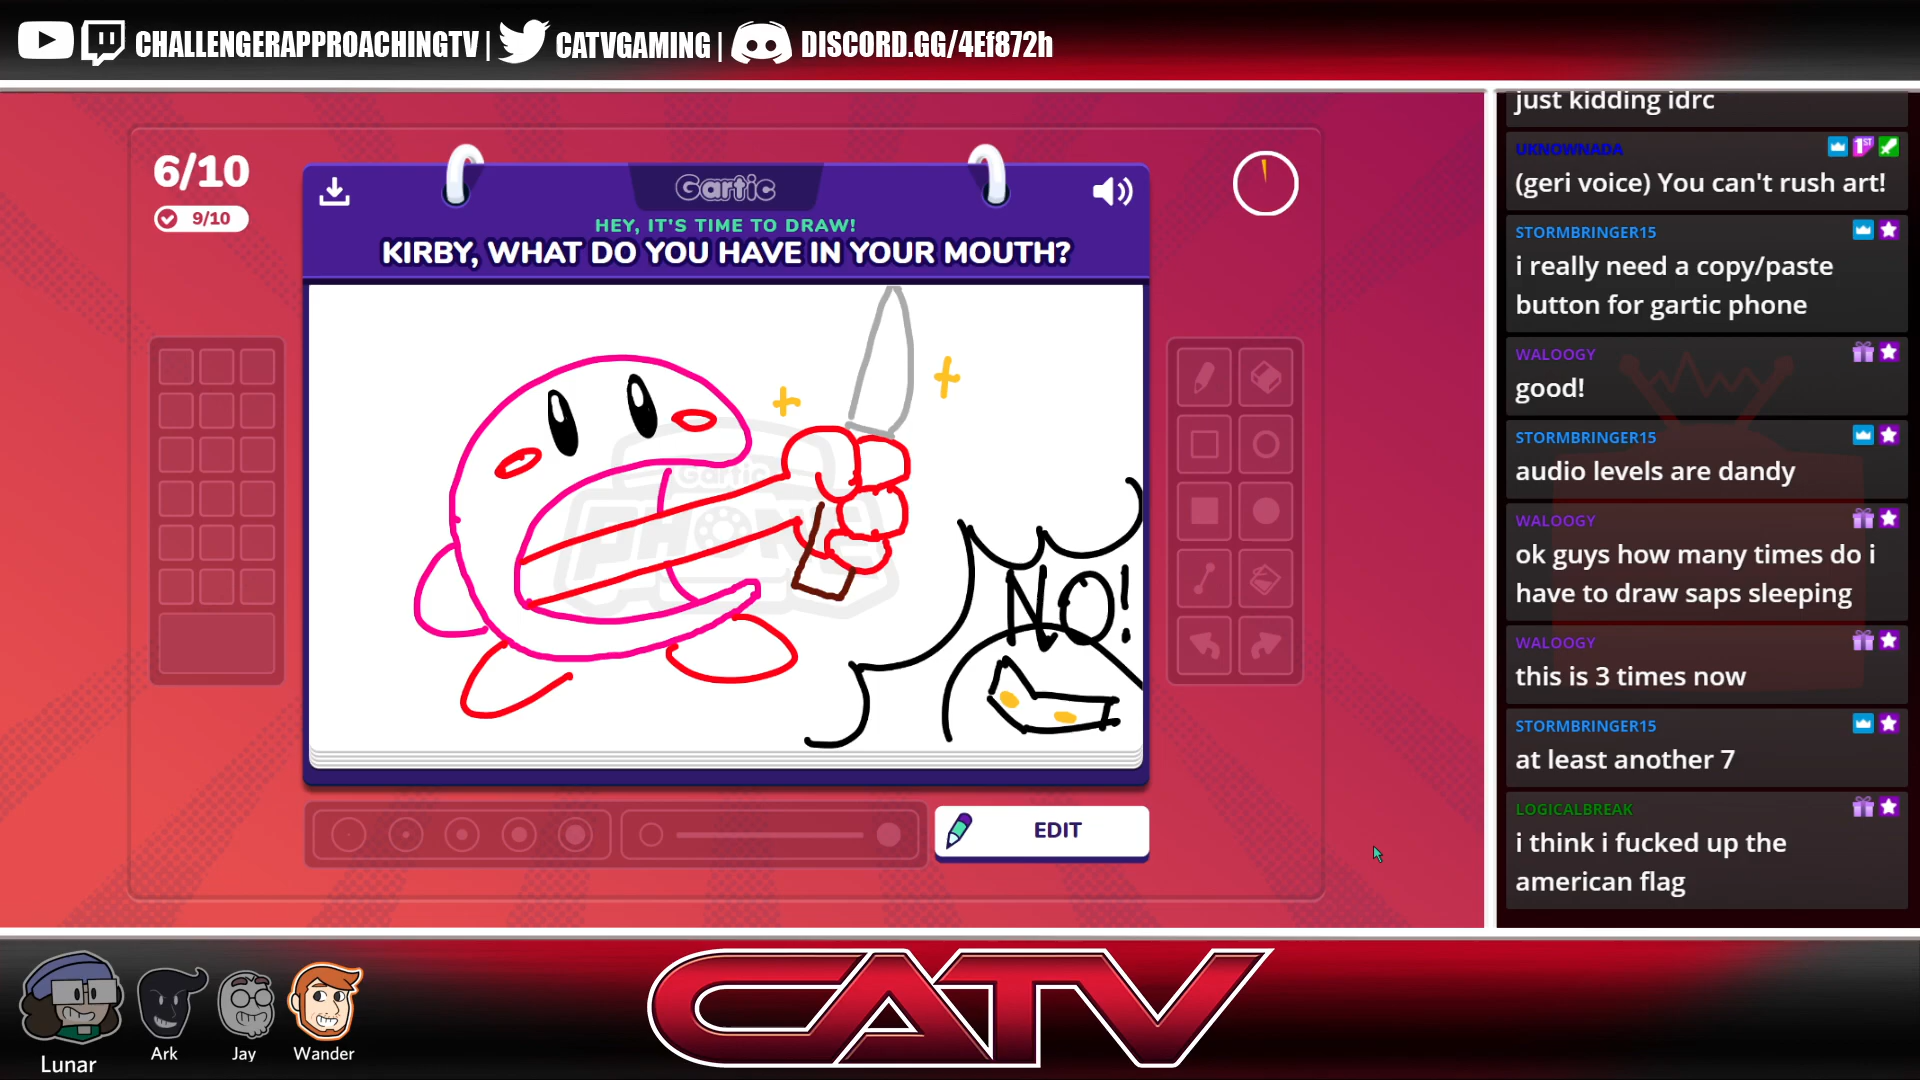 CHALLENGERAPPROACHINGTV | CATVGAMING | DISCORD.GG/4Ef872h
6/10
9/10
Gartic
HEY, IT'S TIME TO DRAW!
KIRBY, WHAT DO YOU HAVE IN YOUR MOUTH?
Gartic
PHONE
NO!
EDIT
just kidding idrc
UKNOWNADA
1ST
(geri voice) You can't rush art!
STORMBRINGER15
i really need a copy/paste
button for gartic phone
WALOOGY
good!
STORMBRINGER15
audio levels are dandy
WALOOGY
ok guys how many times do i
have to draw saps sleeping
WALOOGY
this is 3 times now
STORMBRINGER15
at least another 7
LOGICALBREAK
i think i fucked up the
american flag
Lunar
Ark
Jay
Wander
CATV